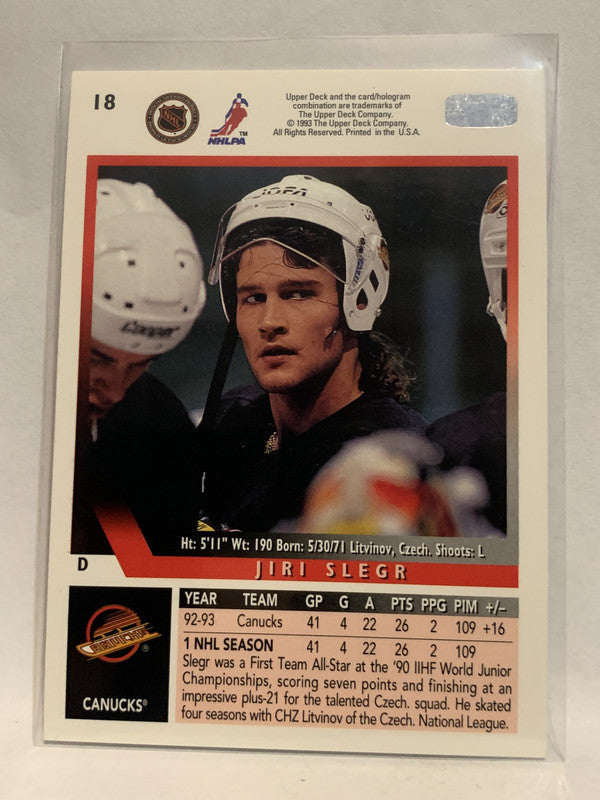 18
NHL
NHLPA
TM
Upper Deck and the card/hologram
combination are trademarks of
The Upper Deck Company.
© 1993 The Upper Deck Company.
All Rights Reserved. Printed in the U.S.A.
Cooper
Ht: 5'11" Wt: 190 Born: 5/30/71 Litvinov, Czech. Shoots: L
D
JIRI SLEGR
YEAR TEAM GP G A PTS PPG PIM +/–
92-93 Canucks 41 4 22 26 2 109 +16
1 NHL SEASON 41 4 22 26 2 109
Slegr was a First Team All-Star at the '90 IIHF World Junior
Championships, scoring seven points and finishing at an
impressive plus-21 for the talented Czech. squad. He skated
four seasons with CHZ Litvinov of the Czech. National League.
®
CANUCKS®